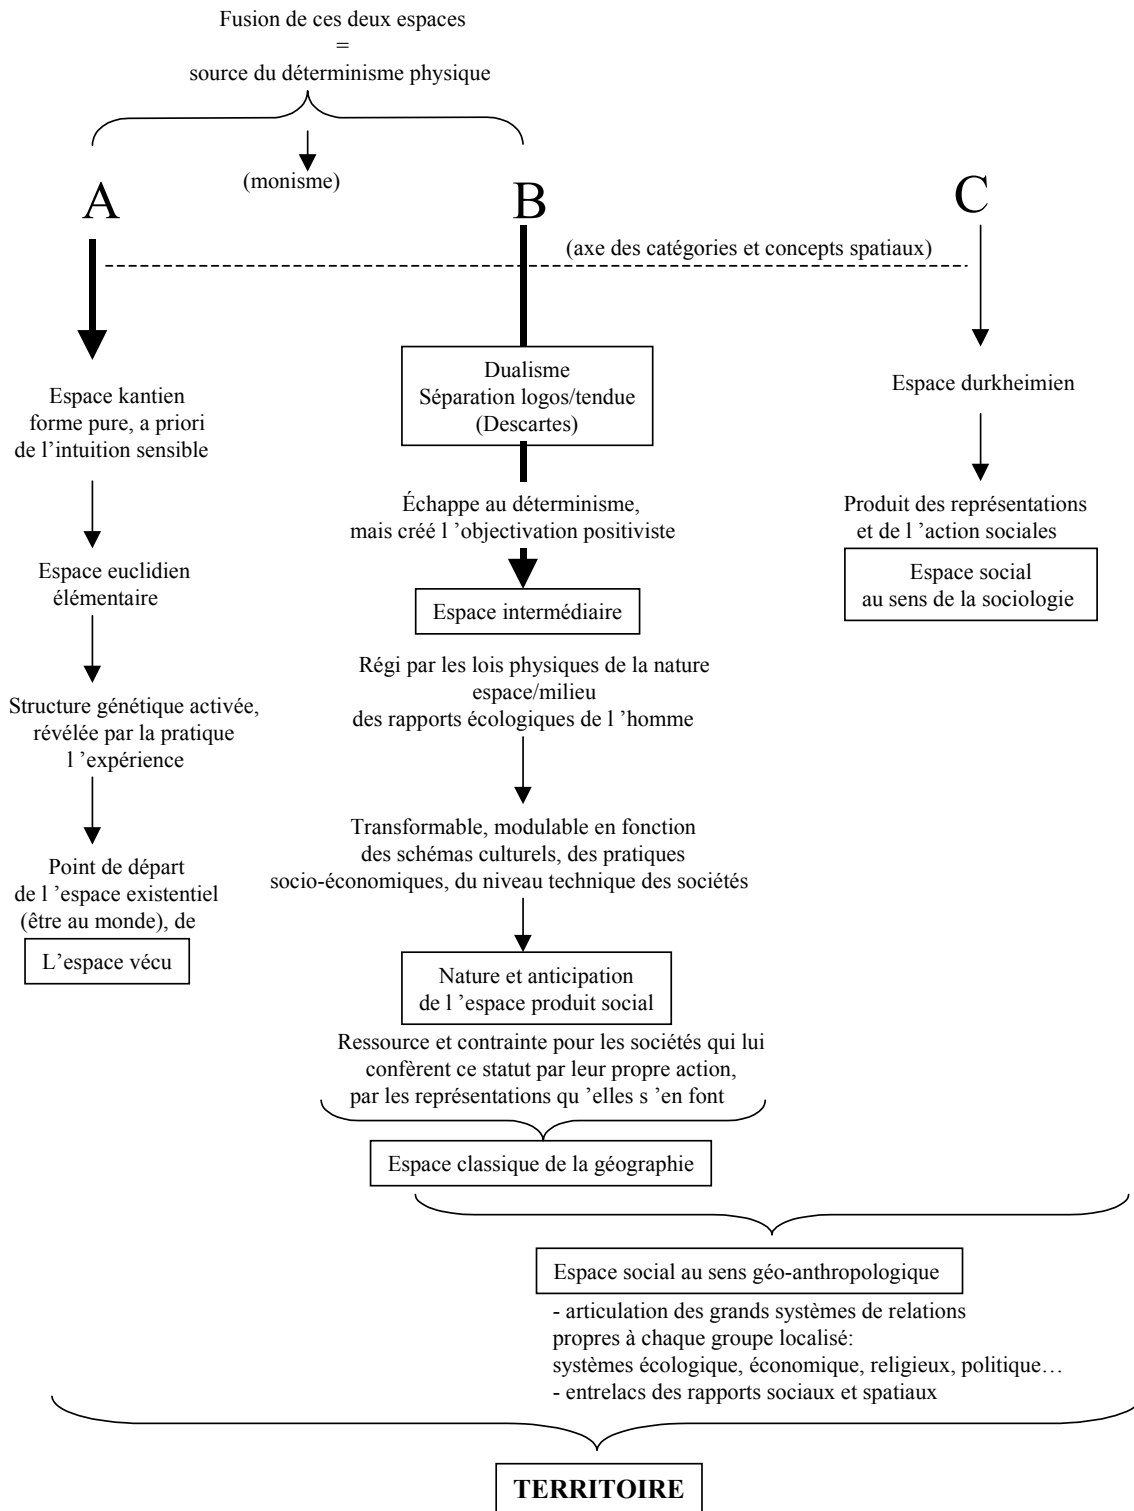 Fusion de ces deux espaces
=
source du déterminisme physique
(monisme)
A
B
C
(axe des catégories et concepts spatiaux)
Espace kantien
forme pure, a priori
de l’intuition sensible
Espace euclidien
élémentaire
Structure génétique activée,
révélée par la pratique
l ’expérience
Point de départ
de l ’espace existentiel
(être au monde), de
L’espace vécu
Dualisme
Séparation logos/tendue
(Descartes)
Échappe au déterminisme,
mais créé l ’objectivation positiviste
Espace intermédiaire
Régi par les lois physiques de la nature
espace/milieu
des rapports écologiques de l ’homme
Transformable, modulable en fonction
des schémas culturels, des pratiques
socio-économiques, du niveau technique des sociétés
Nature et anticipation
de l ’espace produit social
Ressource et contrainte pour les sociétés qui lui
confèrent ce statut par leur propre action,
par les représentations qu ’elles s ’en font
Espace classique de la géographie
Espace durkheimien
Produit des représentations
et de l ’action sociales
Espace social
au sens de la sociologie
Espace social au sens géo-anthropologique
- articulation des grands systèmes de relations
propres à chaque groupe localisé:
systèmes écologique, économique, religieux, politique…
- entrelacs des rapports sociaux et spatiaux
TERRITOIRE